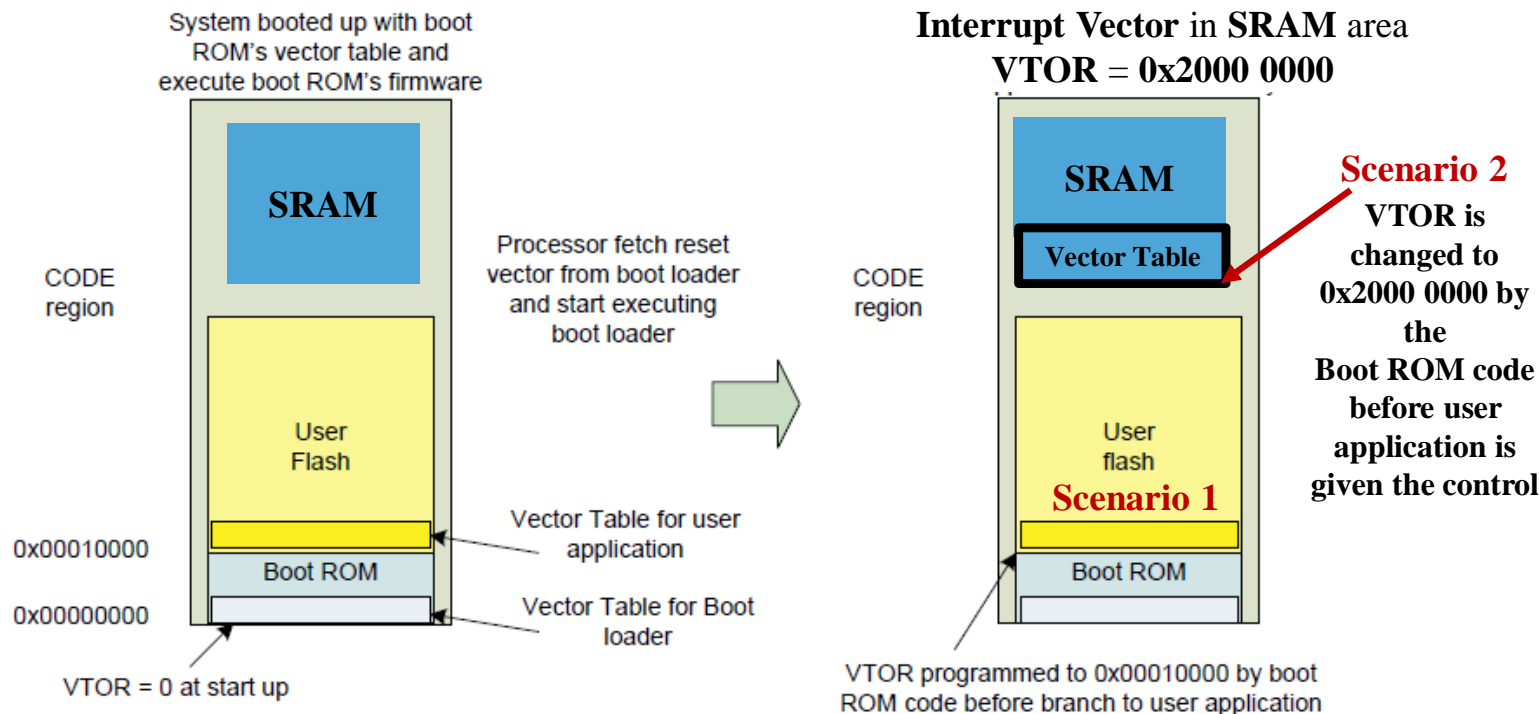 System booted up with boot
ROM's vector table and
execute boot ROM's firmware
SRAM
CODE
region
User
Flash
0x00010000
Boot ROM
0x00000000
VTOR = 0 at start up
Processor fetch reset
vector from boot loader
and start executing
boot loader
Vector Table for user
application
Vector Table for Boot
loader
Interrupt Vector in SRAM area
VTOR = 0x2000 0000
SRAM
Vector Table
CODE
region
User
flash
Scenario 1
Boot ROM
VTOR programmed to 0x00010000 by boot
ROM code before branch to user application
Scenario 2
VTOR is
changed to
0x2000 0000 by
the
Boot ROM code
before user
application is
given the control